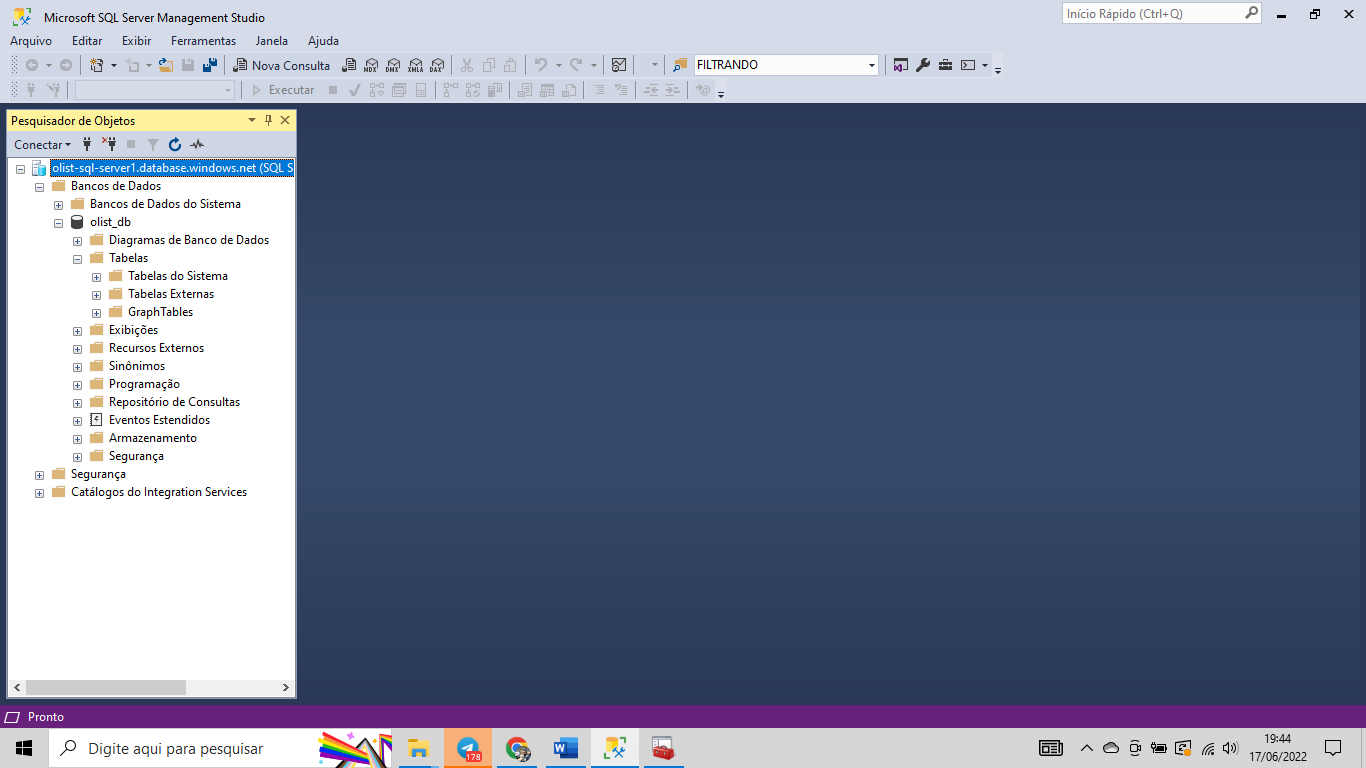 Microsoft SQL Server Management Studio
Início Rápido (Ctrl+Q)
Arquivo Editar Exibir Ferramentas Janela Ajuda
Nova Consulta MDX DMX XMLA DAX FILTRANDO
Executar
Pesquisador de Objetos
Conectar
olist-sql-server1.database.windows.net (SQL S
Bancos de Dados
Bancos de Dados do Sistema
olist_db
Diagramas de Banco de Dados
Tabelas
Tabelas do Sistema
Tabelas Externas
GraphTables
Exibições
Recursos Externos
Sinônimos
Programação
Repositório de Consultas
Eventos Estendidos
Armazenamento
Segurança
Segurança
Catálogos do Integration Services
Pronto
Digite aqui para pesquisar
178
19:44
17/06/2022